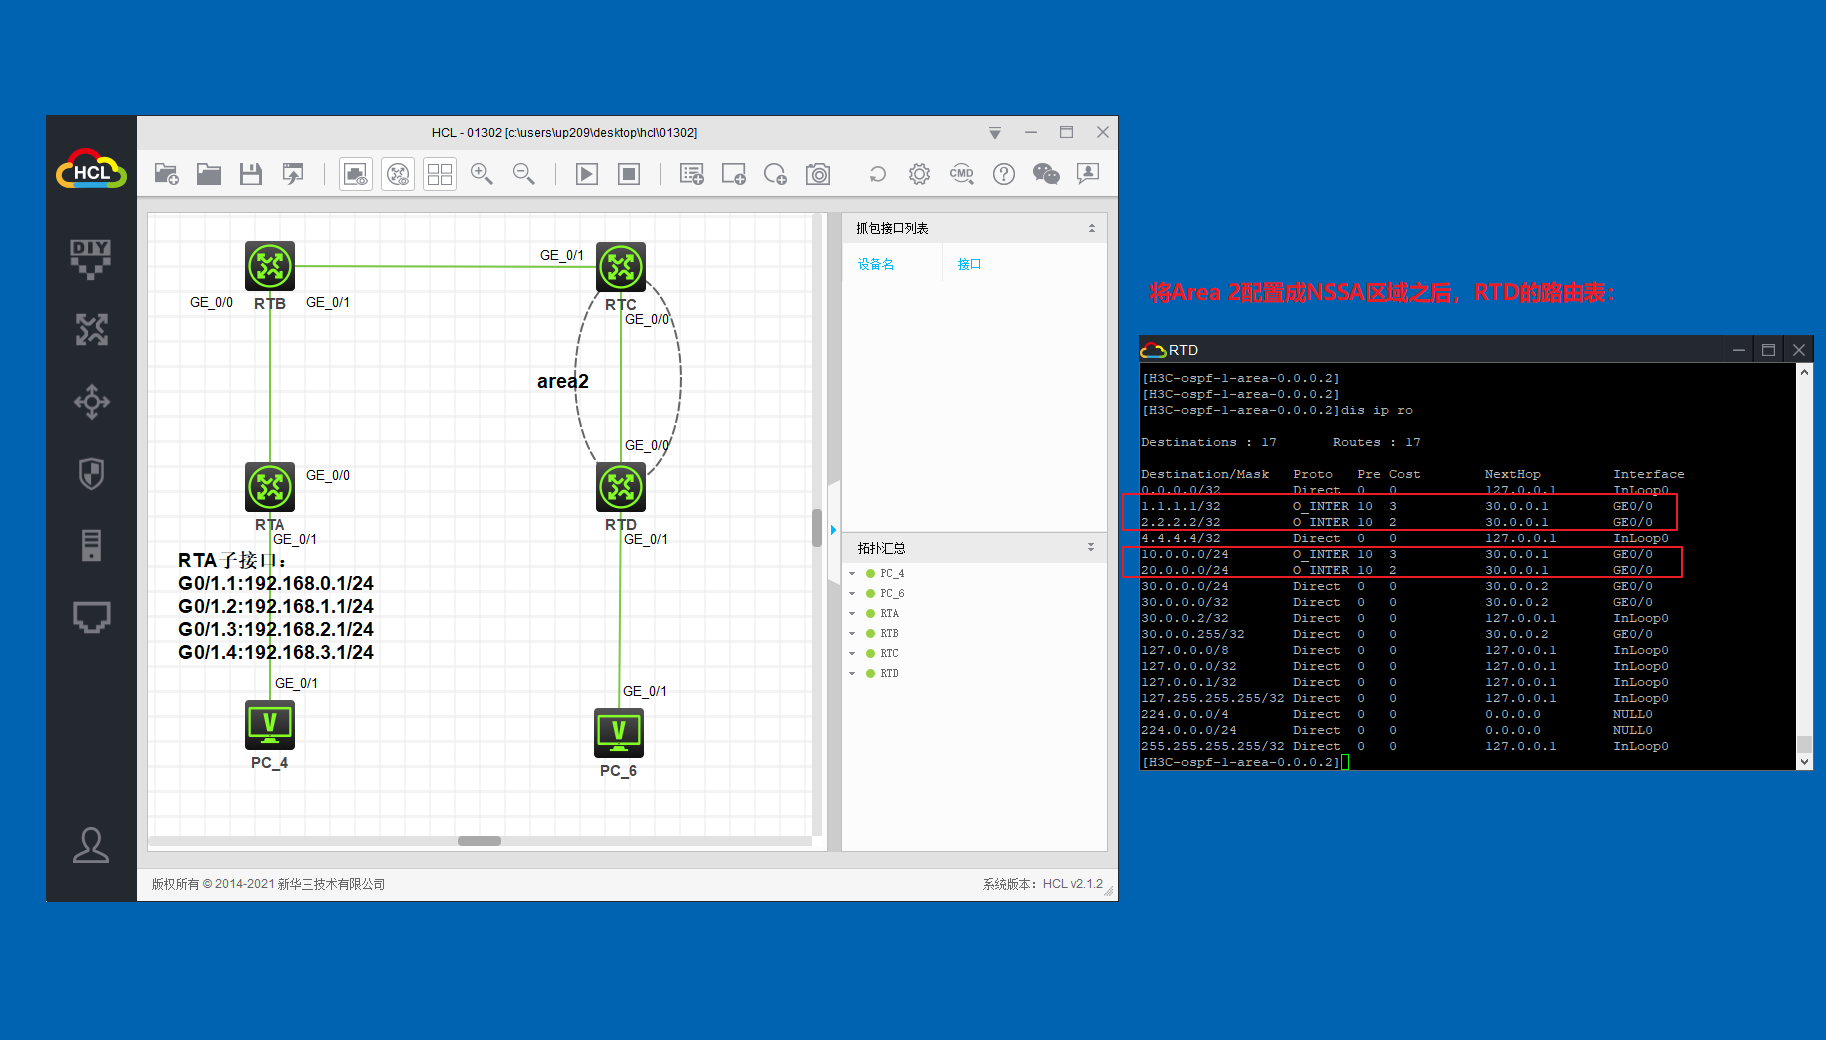 HCL - 01302 [c:\users\up209\desktop\hcl\01302]
HCL
DIY
CMD
GE_0/1
RTB
RTC
GE_0/0
GE_0/1
GE_0/0
area2
GE_0/0
GE_0/0
RTA
RTD
GE_0/1
GE_0/1
RTA子接口：
G0/1.1:192.168.0.1/24
G0/1.2:192.168.1.1/24
G0/1.3:192.168.2.1/24
G0/1.4:192.168.3.1/24
GE_0/1
GE_0/1
PC_4
PC_6
抓包接口列表
设备名 接口
拓扑汇总
PC_4
PC_6
RTA
RTB
RTC
RTD
版权所有 © 2014-2021 新华三技术有限公司
系统版本：HCL v2.1.2
将Area 2配置成NSSA区域之后，RTD的路由表：
RTD
[H3C-ospf-1-area-0.0.0.2]
[H3C-ospf-1-area-0.0.0.2]
[H3C-ospf-1-area-0.0.0.2]dis ip ro
Destinations : 17 Routes : 17
Destination/Mask Proto Pre Cost NextHop Interface
0.0.0.0/32 Direct 0 0 127.0.0.1 InLoop0
1.1.1.1/32 O_INTER 10 3 30.0.0.1 GE0/0
2.2.2.2/32 O_INTER 10 2 30.0.0.1 GE0/0
4.4.4.4/32 Direct 0 0 127.0.0.1 InLoop0
10.0.0.0/24 O_INTER 10 3 30.0.0.1 GE0/0
20.0.0.0/24 O_INTER 10 2 30.0.0.1 GE0/0
30.0.0.0/24 Direct 0 0 30.0.0.2 GE0/0
30.0.0.0/32 Direct 0 0 30.0.0.2 GE0/0
30.0.0.2/32 Direct 0 0 127.0.0.1 InLoop0
30.0.0.255/32 Direct 0 0 30.0.0.2 GE0/0
127.0.0.0/8 Direct 0 0 127.0.0.1 InLoop0
127.0.0.0/32 Direct 0 0 127.0.0.1 InLoop0
127.0.0.1/32 Direct 0 0 127.0.0.1 InLoop0
127.255.255.255/32 Direct 0 0 127.0.0.1 InLoop0
224.0.0.0/4 Direct 0 0 0.0.0.0 NULL0
224.0.0.0/24 Direct 0 0 0.0.0.0 NULL0
255.255.255.255/32 Direct 0 0 127.0.0.1 InLoop0
[H3C-ospf-1-area-0.0.0.2]